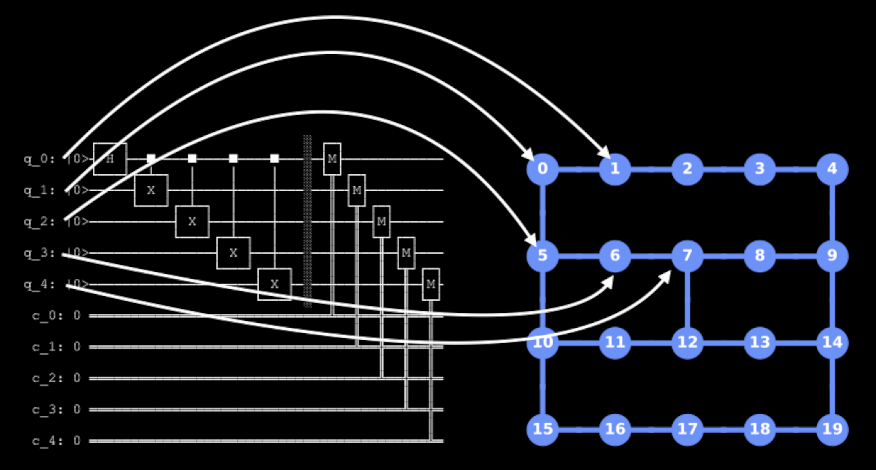 0 1 2 3 4
q_0: |0> H M
q_1: |0> X M
q_2: |0> X M
q_3: |0> X M
5 6 7 8 9
q_4: |0> X M
c_0: 0
10 11 12 13 14
c_1: 0
c_2: 0
c_3: 0
15 16 17 18 19
c_4: 0